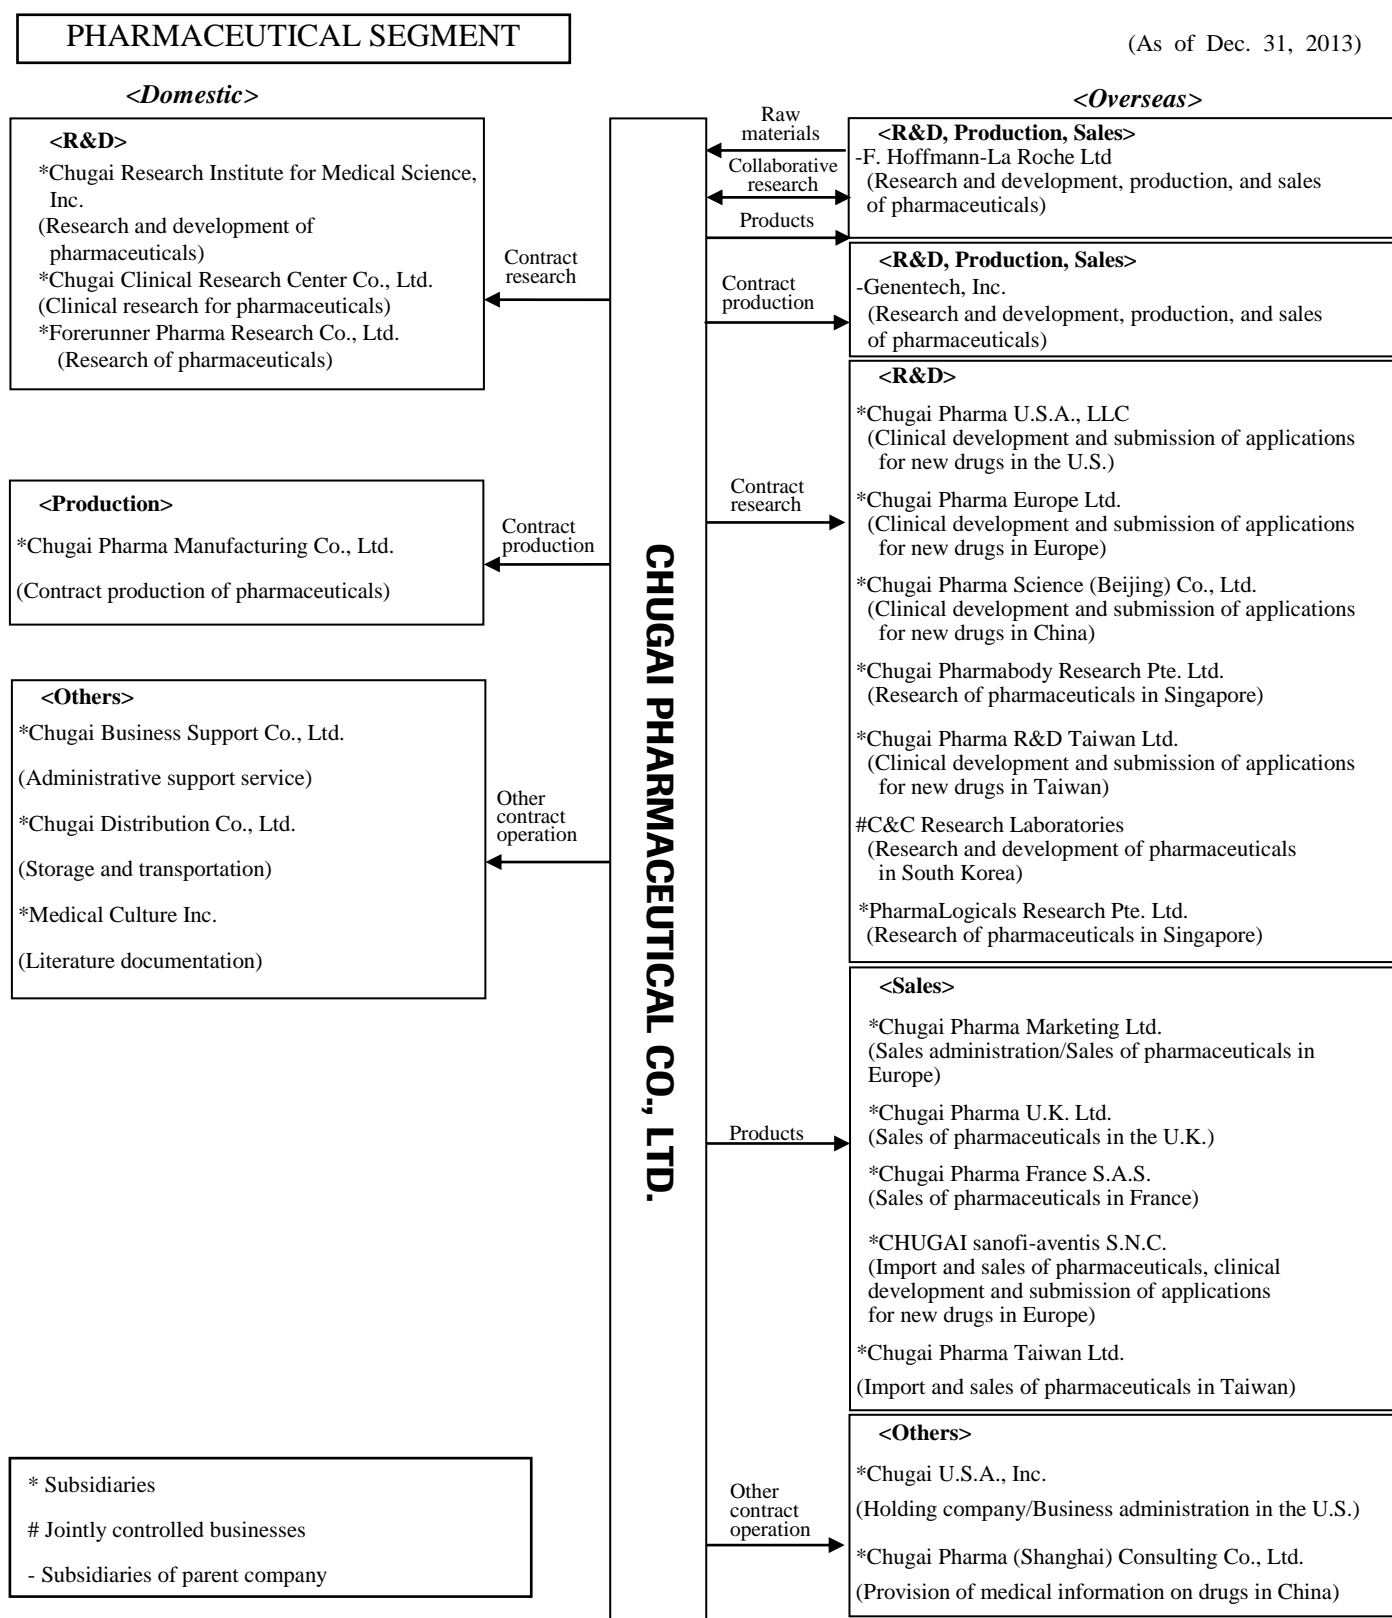 PHARMACEUTICAL SEGMENT
(As of Dec. 31, 2013)
<Domestic>
<R&D>
*Chugai Research Institute for Medical Science,
Inc.
(Research and development of
pharmaceuticals)
*Chugai Clinical Research Center Co., Ltd.
(Clinical research for pharmaceuticals)
*Forerunner Pharma Research Co., Ltd.
(Research of pharmaceuticals)
Contract
research
<Production>
*Chugai Pharma Manufacturing Co., Ltd.
(Contract production of pharmaceuticals)
Contract
production
<Others>
*Chugai Business Support Co., Ltd.
(Administrative support service)
*Chugai Distribution Co., Ltd.
(Storage and transportation)
*Medical Culture Inc.
(Literature documentation)
Other
contract
operation
* Subsidiaries
# Jointly controlled businesses
- Subsidiaries of parent company
CHUGAI PHARMACEUTICAL CO., LTD.
<Overseas>
Raw
materials
Collaborative
research
Products
<R&D, Production, Sales>
-F. Hoffmann-La Roche Ltd
(Research and development, production, and sales
of pharmaceuticals)
Contract
production
<R&D, Production, Sales>
-Genentech, Inc.
(Research and development, production, and sales
of pharmaceuticals)
Contract
research
<R&D>
*Chugai Pharma U.S.A., LLC
(Clinical development and submission of applications
for new drugs in the U.S.)
*Chugai Pharma Europe Ltd.
(Clinical development and submission of applications
for new drugs in Europe)
*Chugai Pharma Science (Beijing) Co., Ltd.
(Clinical development and submission of applications
for new drugs in China)
*Chugai Pharmabody Research Pte. Ltd.
(Research of pharmaceuticals in Singapore)
*Chugai Pharma R&D Taiwan Ltd.
(Clinical development and submission of applications
for new drugs in Taiwan)
#C&C Research Laboratories
(Research and development of pharmaceuticals
in South Korea)
*PharmaLogicals Research Pte. Ltd.
(Research of pharmaceuticals in Singapore)
Products
<Sales>
*Chugai Pharma Marketing Ltd.
(Sales administration/Sales of pharmaceuticals in
Europe)
*Chugai Pharma U.K. Ltd.
(Sales of pharmaceuticals in the U.K.)
*Chugai Pharma France S.A.S.
(Sales of pharmaceuticals in France)
*CHUGAI sanofi-aventis S.N.C.
(Import and sales of pharmaceuticals, clinical
development and submission of applications
for new drugs in Europe)
*Chugai Pharma Taiwan Ltd.
(Import and sales of pharmaceuticals in Taiwan)
Other
contract
operation
<Others>
*Chugai U.S.A., Inc.
(Holding company/Business administration in the U.S.)
*Chugai Pharma (Shanghai) Consulting Co., Ltd.
(Provision of medical information on drugs in China)